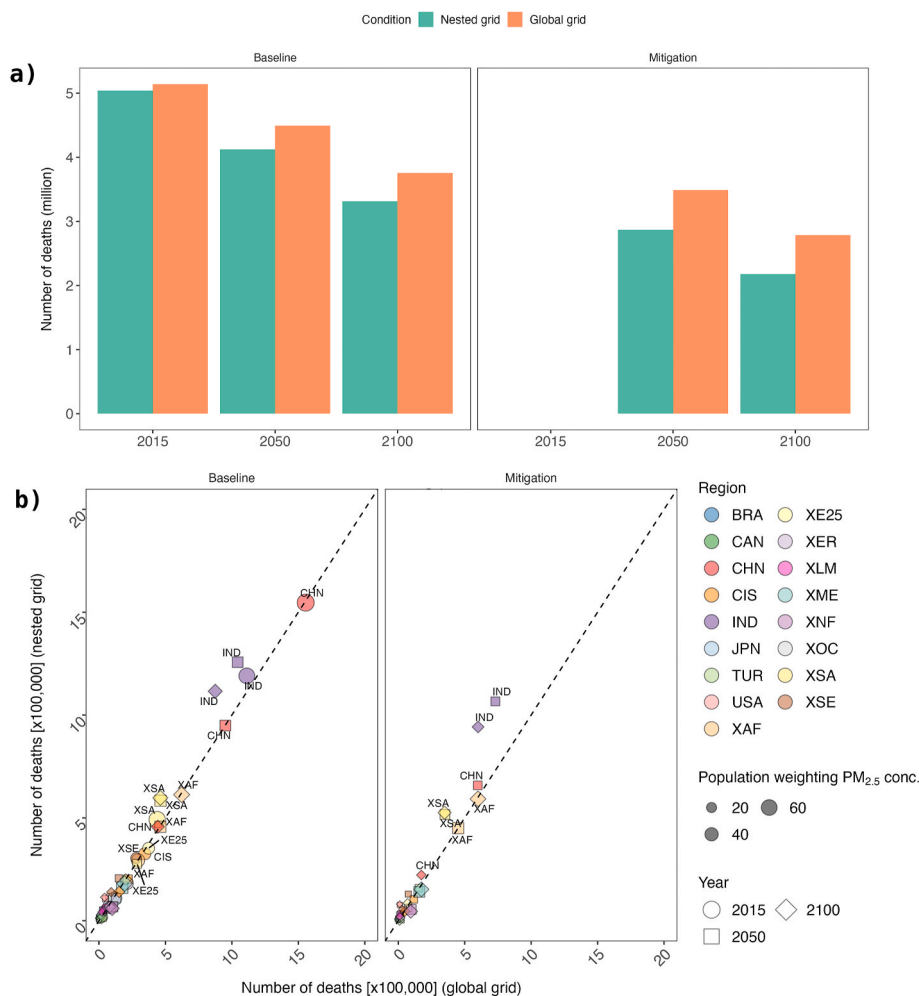 Condition Nested grid Global grid
a)
Baseline Mitigation
Number of deaths (million)
5
4
3
2
1
0
2015 2050 2100 2015 2050 2100
b)
Baseline Mitigation
Number of deaths [x100,000] (nested grid)
20
15
10
5
0
CHN
IND
IND
IND
CHN
XSA
XAF
XSA
XSA
CHN
XAF
XSE
XE25
CIS
XAF
XE25
IND
IND
CHN
XSA
XAF
XSA
XAF
CHN
0 5 10 15 20 0 5 10 15 20
Number of deaths [x100,000] (global grid)
Region
BRA XE25
CAN XER
CHN XLM
CIS XME
IND XNF
JPN XOC
TUR XSA
USA XSE
XAF
Population weighting PM2.5 conc.
20 60
40
Year
2015 2100
2050